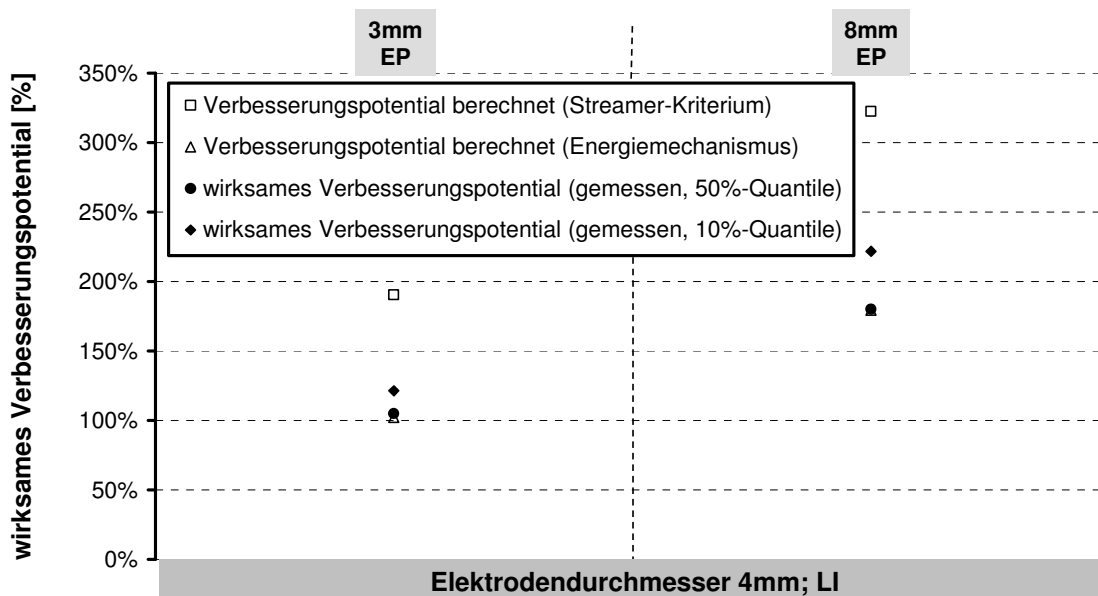 3mm
EP
8mm
EP
wirksames Verbesserungspotential [%]
350%
300%
250%
200%
150%
100%
50%
0%
Verbesserungspotential berechnet (Streamer-Kriterium)
Verbesserungspotential berechnet (Energiemechanismus)
wirksames Verbesserungspotential (gemessen, 50%-Quantile)
wirksames Verbesserungspotential (gemessen, 10%-Quantile)
Elektrodendurchmesser 4mm; LI